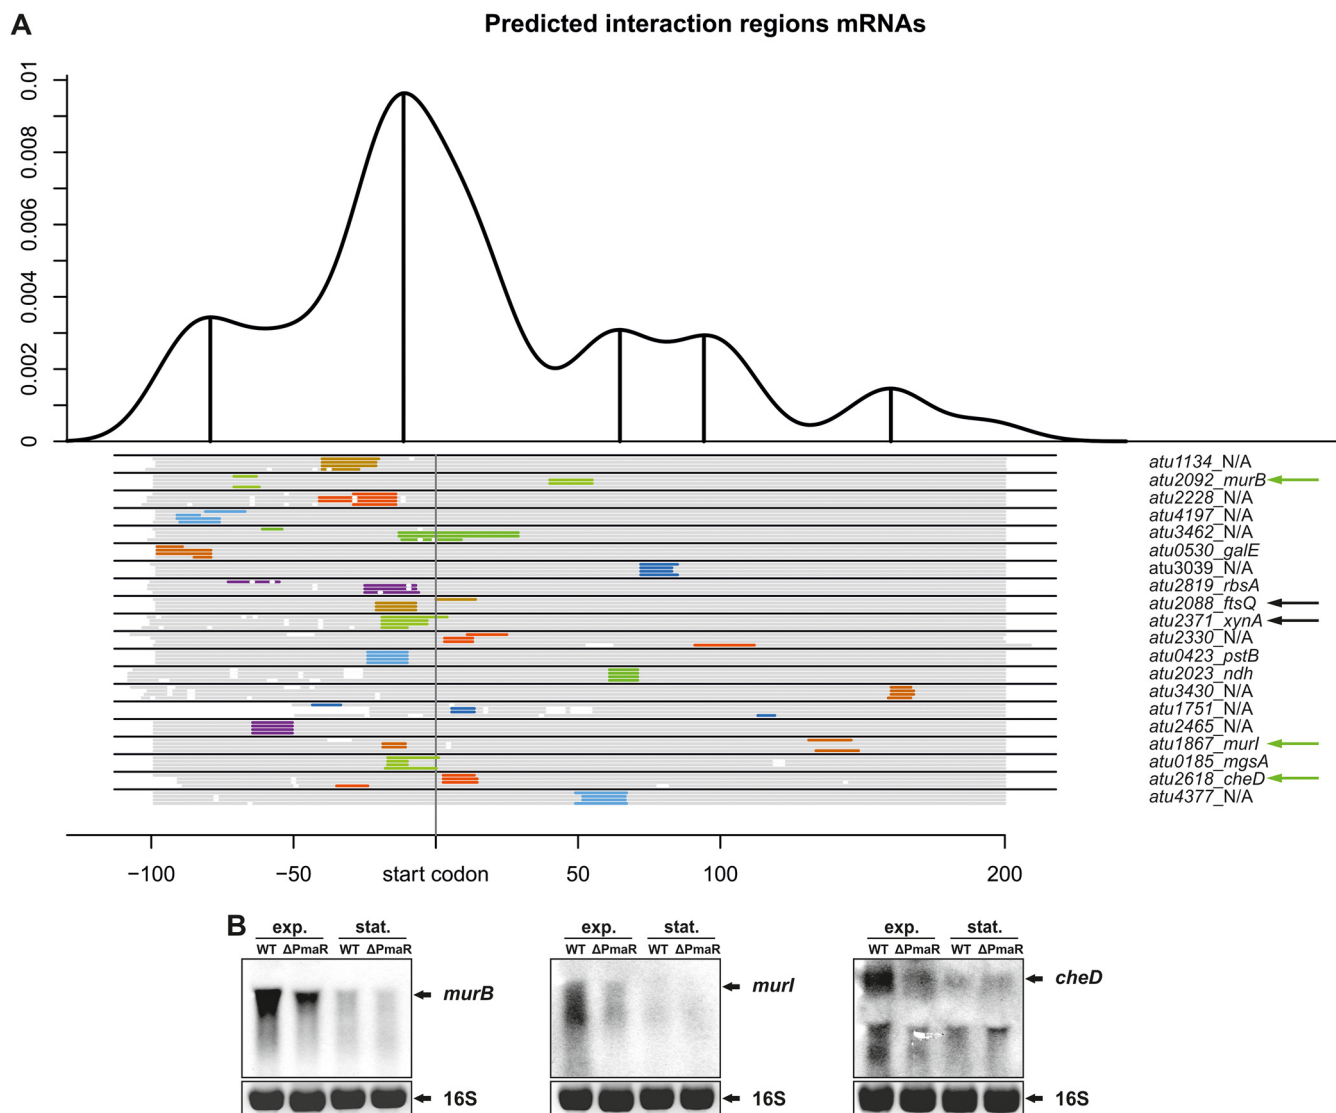 A
Predicted interaction regions mRNAs
0.01
0.008
0.006
0.004
0.002
0
atu1134_N/A
atu2092_murB
atu2228_N/A
atu4197_N/A
atu3462_N/A
atu0530_galE
atu3039_N/A
atu2819_rbsA
atu2088_ftsQ
atu2371_xynA
atu2330_N/A
atu0423_pstB
atu2023_ndh
atu3430_N/A
atu1751_N/A
atu2465_N/A
atu1867_murI
atu0185_mgsA
atu2618_cheD
atu4377_N/A
−100 −50 start codon 50 100 200
B
exp. stat.
WT ΔPmaR WT ΔPmaR
murB
16S
exp. stat.
WT ΔPmaR WT ΔPmaR
murI
16S
exp. stat.
WT ΔPmaR WT ΔPmaR
cheD
16S